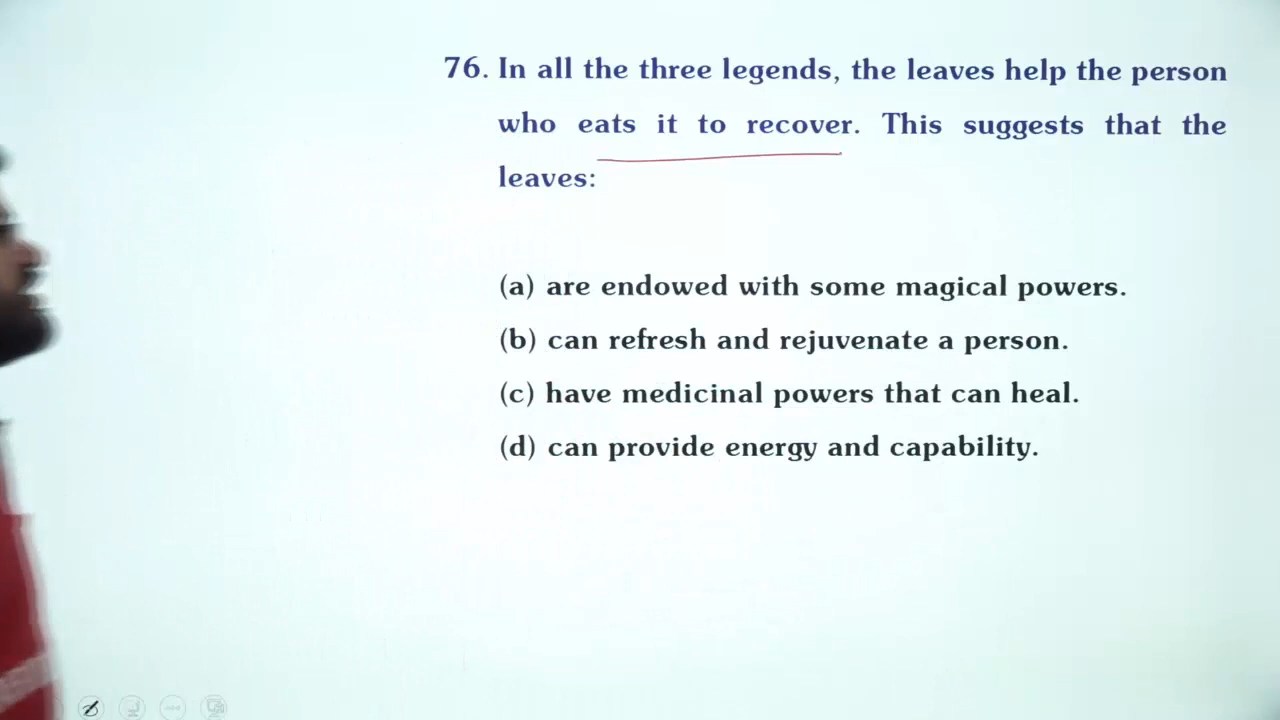 76. In all the three legends, the leaves help the person
who eats it to recover. This suggests that the
leaves:
(a) are endowed with some magical powers.
(b) can refresh and rejuvenate a person.
(c) have medicinal powers that can heal.
(d) can provide energy and capability.